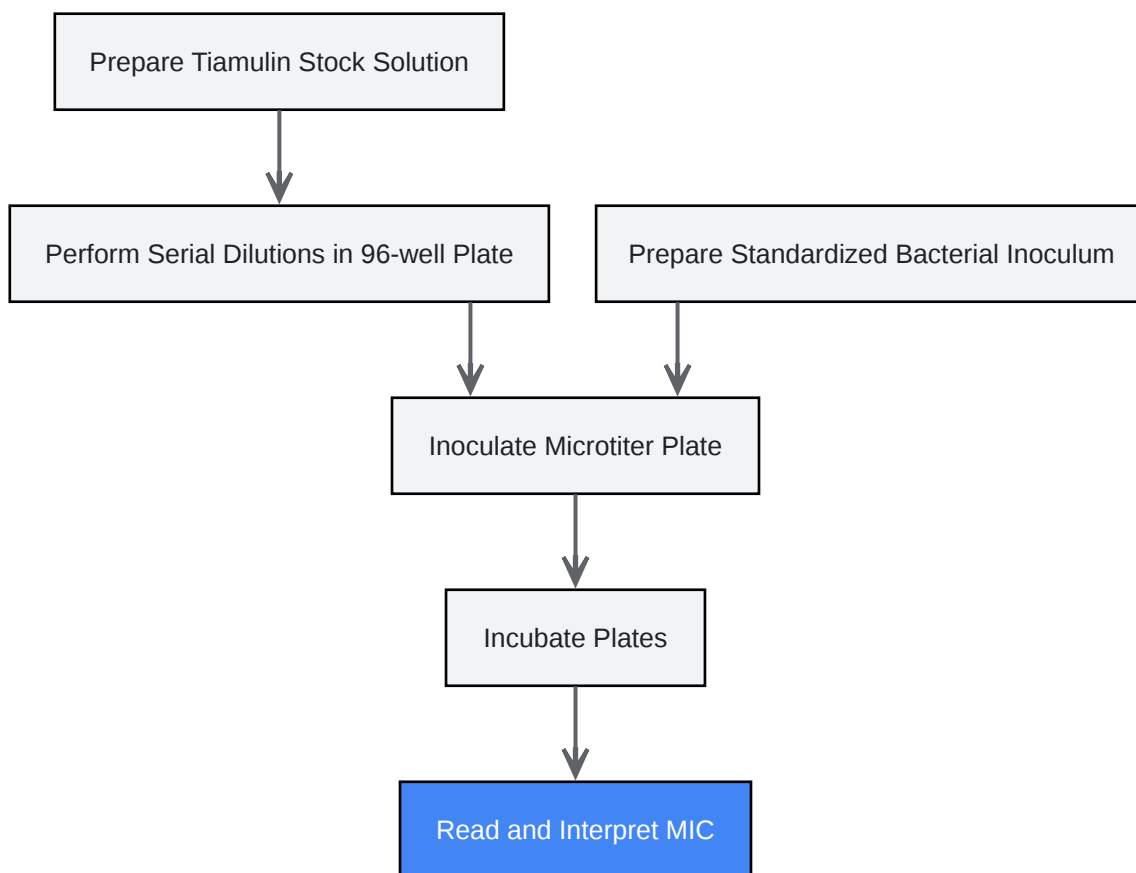 Prepare Tiamulin Stock Solution
Perform Serial Dilutions in 96-well Plate
Prepare Standardized Bacterial Inoculum
Inoculate Microtiter Plate
Incubate Plates
Read and Interpret MIC